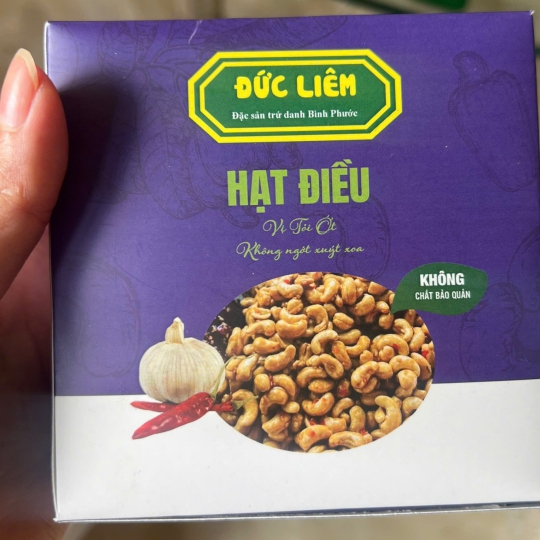 ĐỨC LIÊM
Đặc sản trứ danh Bình Phước
HẠT ĐIỀU
Vị Tỏi Ớt
Không ngót xuýt xoa
KHÔNG
CHẤT BẢO QUẢN